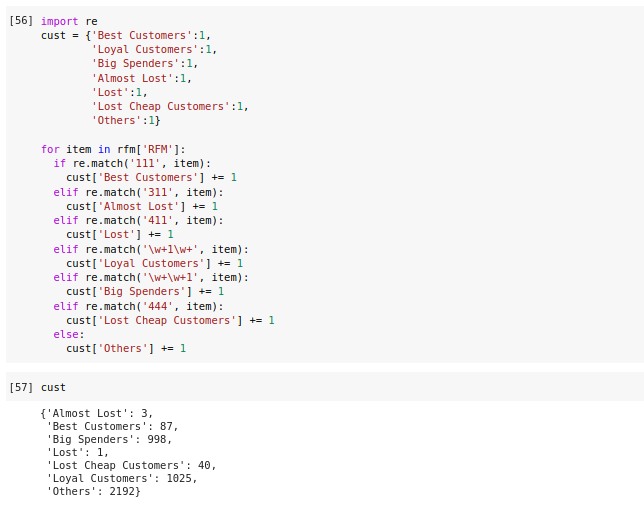 [56] import re
cust = {'Best Customers':1,
'Loyal Customers':1,
'Big Spenders':1,
'Almost Lost':1,
'Lost':1,
'Lost Cheap Customers':1,
'Others':1}
for item in rfm['RFM']:
if re.match('111', item):
cust['Best Customers'] += 1
elif re.match('311', item):
cust['Almost Lost'] += 1
elif re.match('411', item):
cust['Lost'] += 1
elif re.match('\w+1\w+', item):
cust['Loyal Customers'] += 1
elif re.match('\w+\w+1', item):
cust['Big Spenders'] += 1
elif re.match('444', item):
cust['Lost Cheap Customers'] += 1
else:
cust['Others'] += 1
[57] cust
{'Almost Lost': 3,
'Best Customers': 87,
'Big Spenders': 998,
'Lost': 1,
'Lost Cheap Customers': 40,
'Loyal Customers': 1025,
'Others': 2192}